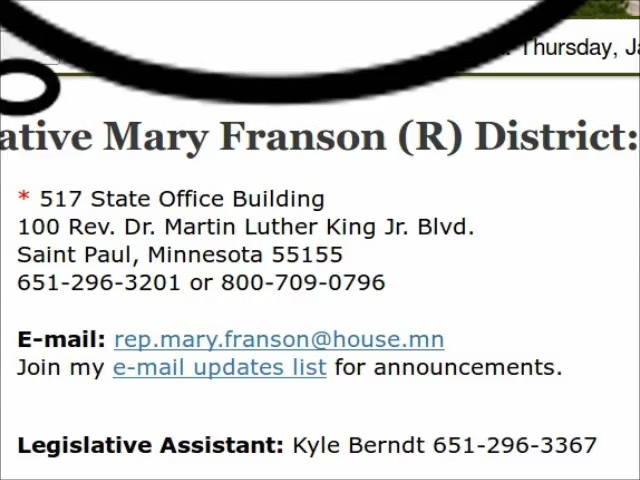 Thursday, Ja
ative Mary Franson (R) District:
* 517 State Office Building
100 Rev. Dr. Martin Luther King Jr. Blvd.
Saint Paul, Minnesota 55155
651-296-3201 or 800-709-0796
E-mail: rep.mary.franson@house.mn
Join my e-mail updates list for announcements.
Legislative Assistant: Kyle Berndt 651-296-3367